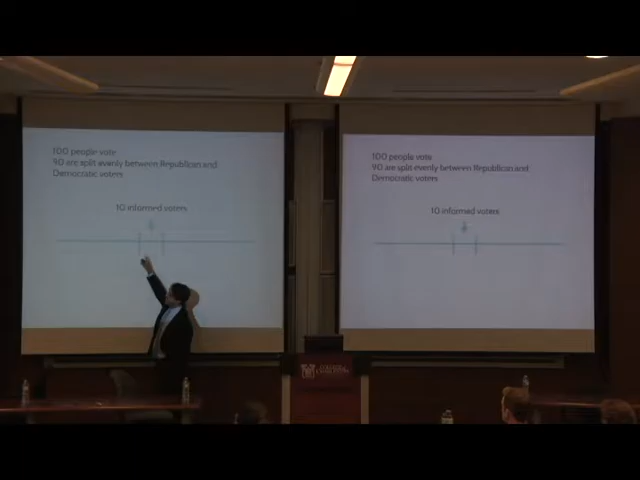 100 people vote
90 are split evenly between Republican and
Democratic voters
10 informed voters
100 people vote
90 are split evenly between Republican and
Democratic voters
10 informed voters